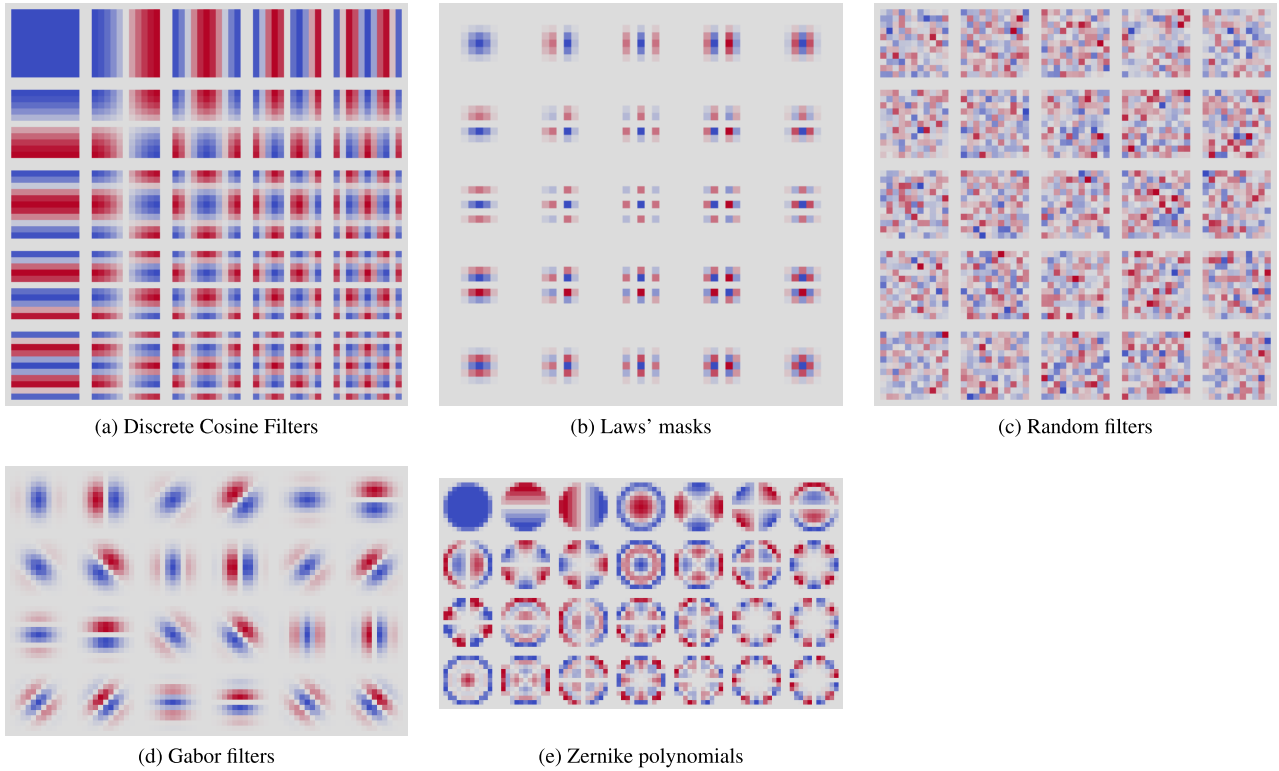 (a) Discrete Cosine Filters
(b) Laws’ masks
(c) Random filters
(d) Gabor filters
(e) Zernike polynomials